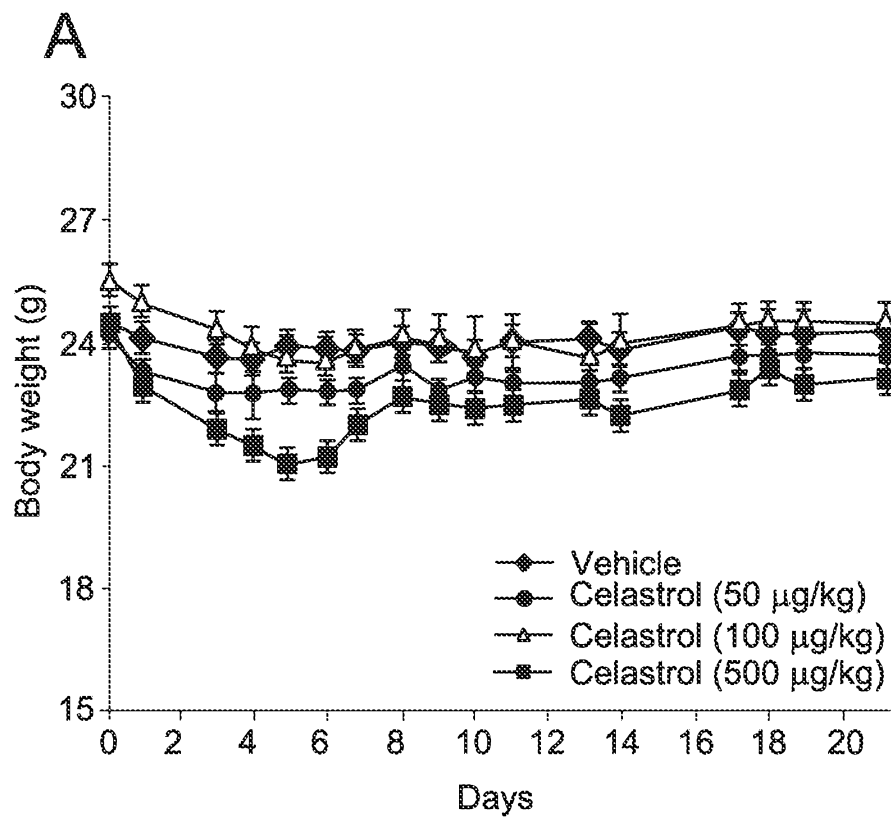 A
30
27
24
21
18
15
Body weight (g)
Vehicle
Celastrol (50 µg/kg)
Celastrol (100 µg/kg)
Celastrol (500 µg/kg)
0 2 4 6 8 10 12 14 16 18 20
Days